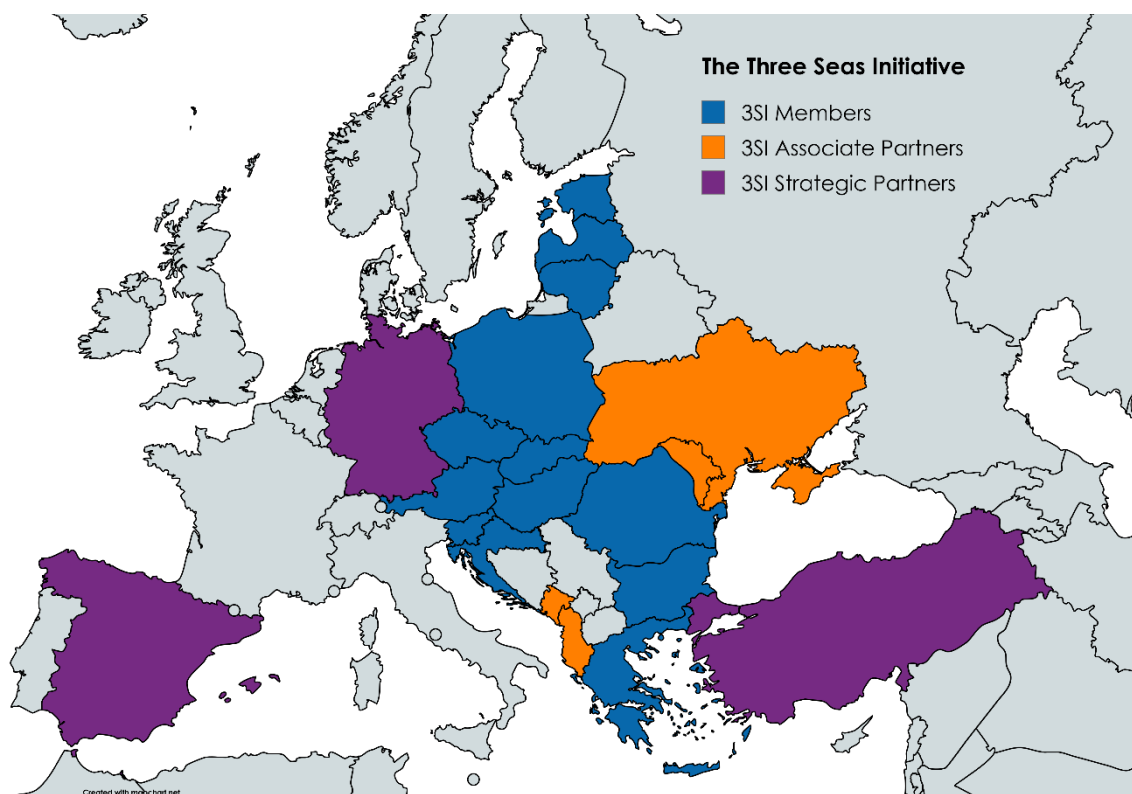 The Three Seas Initiative
3SI Members
3SI Associate Partners
3SI Strategic Partners
Created with mapchart.net